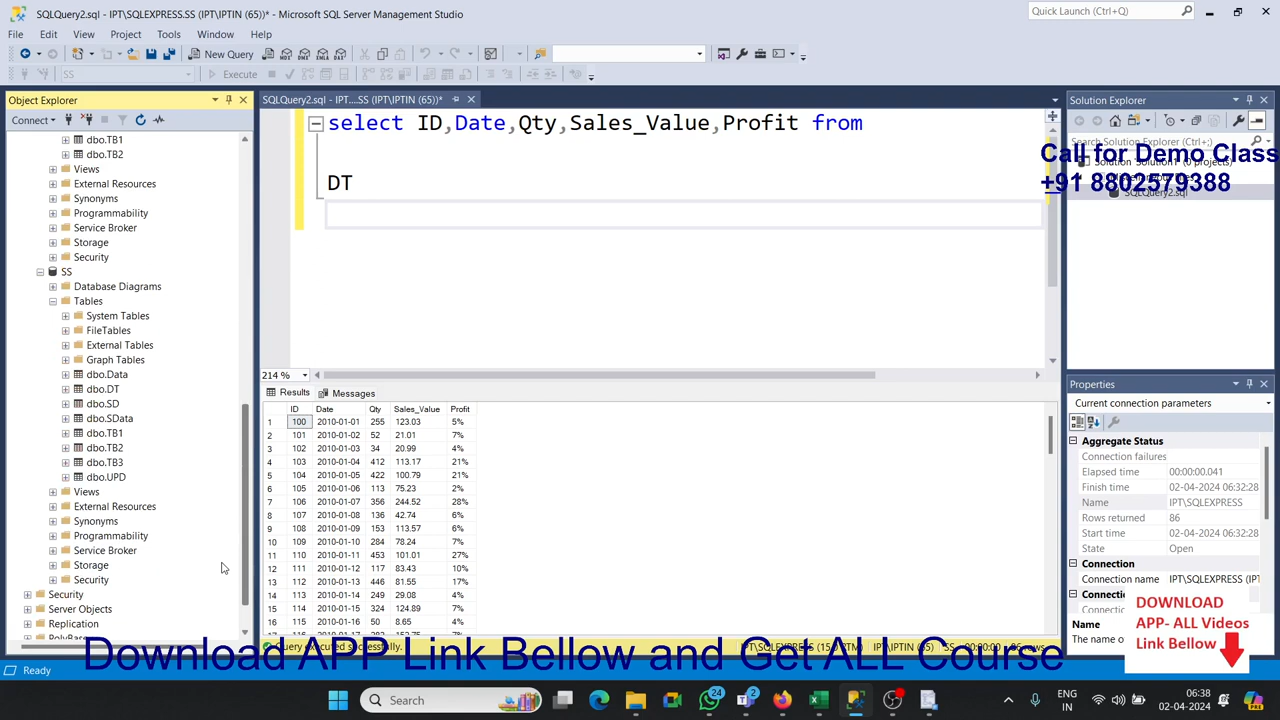 SQLQuery2.sql - IPT\SQLEXPRESS.SS (IPT\IPTIN (65))* - Microsoft SQL Server Management Studio
Quick Launch (Ctrl+Q)
File Edit View Project Tools Window Help
New Query
Execute
SS
Object Explorer
SQLQuery2.sql - IPT....SS (IPT\IPTIN (65))*
Solution Explorer
Connect
Search Solution Explorer (Ctrl+;)
Call for Demo Class
+91 8802579388
SQLQuery2.sql
dbo.TB1
dbo.TB2
Views
External Resources
Synonyms
Programmability
Service Broker
Storage
Security
SS
Database Diagrams
Tables
System Tables
FileTables
External Tables
Graph Tables
dbo.Data
dbo.DT
dbo.SD
dbo.SData
dbo.TB1
dbo.TB2
dbo.TB3
dbo.UPD
Views
External Resources
Synonyms
Programmability
Service Broker
Storage
Security
Security
Server Objects
Replication
select ID,Date,Qty,Sales_Value,Profit from
DT
214 %
Results Messages
ID Date Qty Sales_Value Profit
1 100 2010-01-01 255 123.03 5%
2 101 2010-01-02 52 21.01 7%
3 102 2010-01-03 34 20.99 4%
4 103 2010-01-04 412 113.17 21%
5 104 2010-01-05 422 100.79 21%
6 105 2010-01-06 113 75.23 2%
7 106 2010-01-07 356 244.52 28%
8 107 2010-01-08 136 42.74 6%
9 108 2010-01-09 153 113.57 6%
10 109 2010-01-10 284 78.24 7%
11 110 2010-01-11 453 101.01 27%
12 111 2010-01-12 117 83.43 10%
13 112 2010-01-13 446 81.55 17%
14 113 2010-01-14 249 29.08 4%
15 114 2010-01-15 324 124.89 7%
16 115 2010-01-16 50 8.65 4%
Properties
Current connection parameters
Aggregate Status
Connection failures
Elapsed time 00:00:00.041
Finish time 02-04-2024 06:32:28
Name IPT\SQLEXPRESS
Rows returned 86
Start time 02-04-2024 06:32:28
State Open
Connection
Connection name IPT\SQLEXPRESS (IP
Name
The name o
DOWNLOAD
APP- ALL Videos
Link Bellow
Download APP Link Bellow and Get ALL Course
Ready
Search
24
2
ENG
IN
06:38
02-04-2024